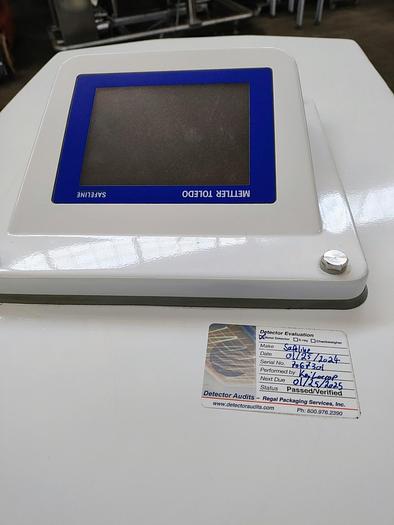 METTLER TOLEDO
SAFELINE
Detector Evaluation
Metal Detector X-ray Checkweigher
Make Safeline
Date 01/25/2024
Serial No. 7067301
Performed by
Next Due 01/25/2025
Status Passed/Verified
Detector Audits – Regal Packaging Services, Inc.
www.detectoraudits.com Ph: 800.976.2390